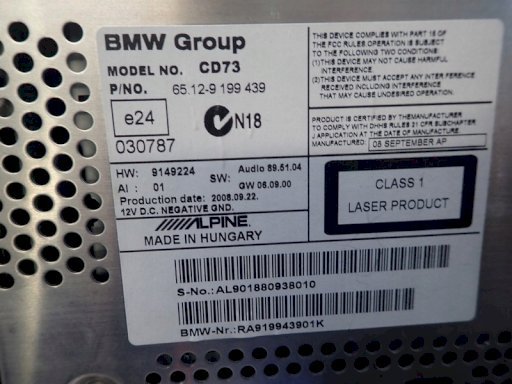 BMW Group
MODEL NO. CD73
P/NO. 65.12-9 199 439
e24
N18
030787
HW: 9149224 SW: Audio 89.51.04
AI : 01 GW 06.09.00
Production date: 2008.09.22.
12V D.C. NEGATIVE GND.
ALPINE®
MADE IN HUNGARY
THIS DEVICE COMPLIES WITH PART 15 OF
THE FCC RULES.OPERATION IS SUBJECT
TO THE FOLLOWING TWO CONDITIONS:
(1)THIS DEVICE MAY NOT CAUSE HARMFUL
INTERFERENCE
(2)THIS DEVICE MUST ACCEPT ANY INTERFERENCE
RECEIVED INCLUDING INTERFERENCE
THAT MAY CAUSE UNDESIRED OPERATION.
PRODUCT IS CERTIFIED BY THE MANUFACTURER
TO COMPLY WITH DHHS RULES 21 CFR SUBCHAPTER
J APPLICATION AT THE DATE OF MANUFACTURE
MANUFACTURED: 08 SEPTEMBER AP
CLASS 1
LASER PRODUCT
S-No.:AL901880938010
BMW-Nr.:RA919943901K